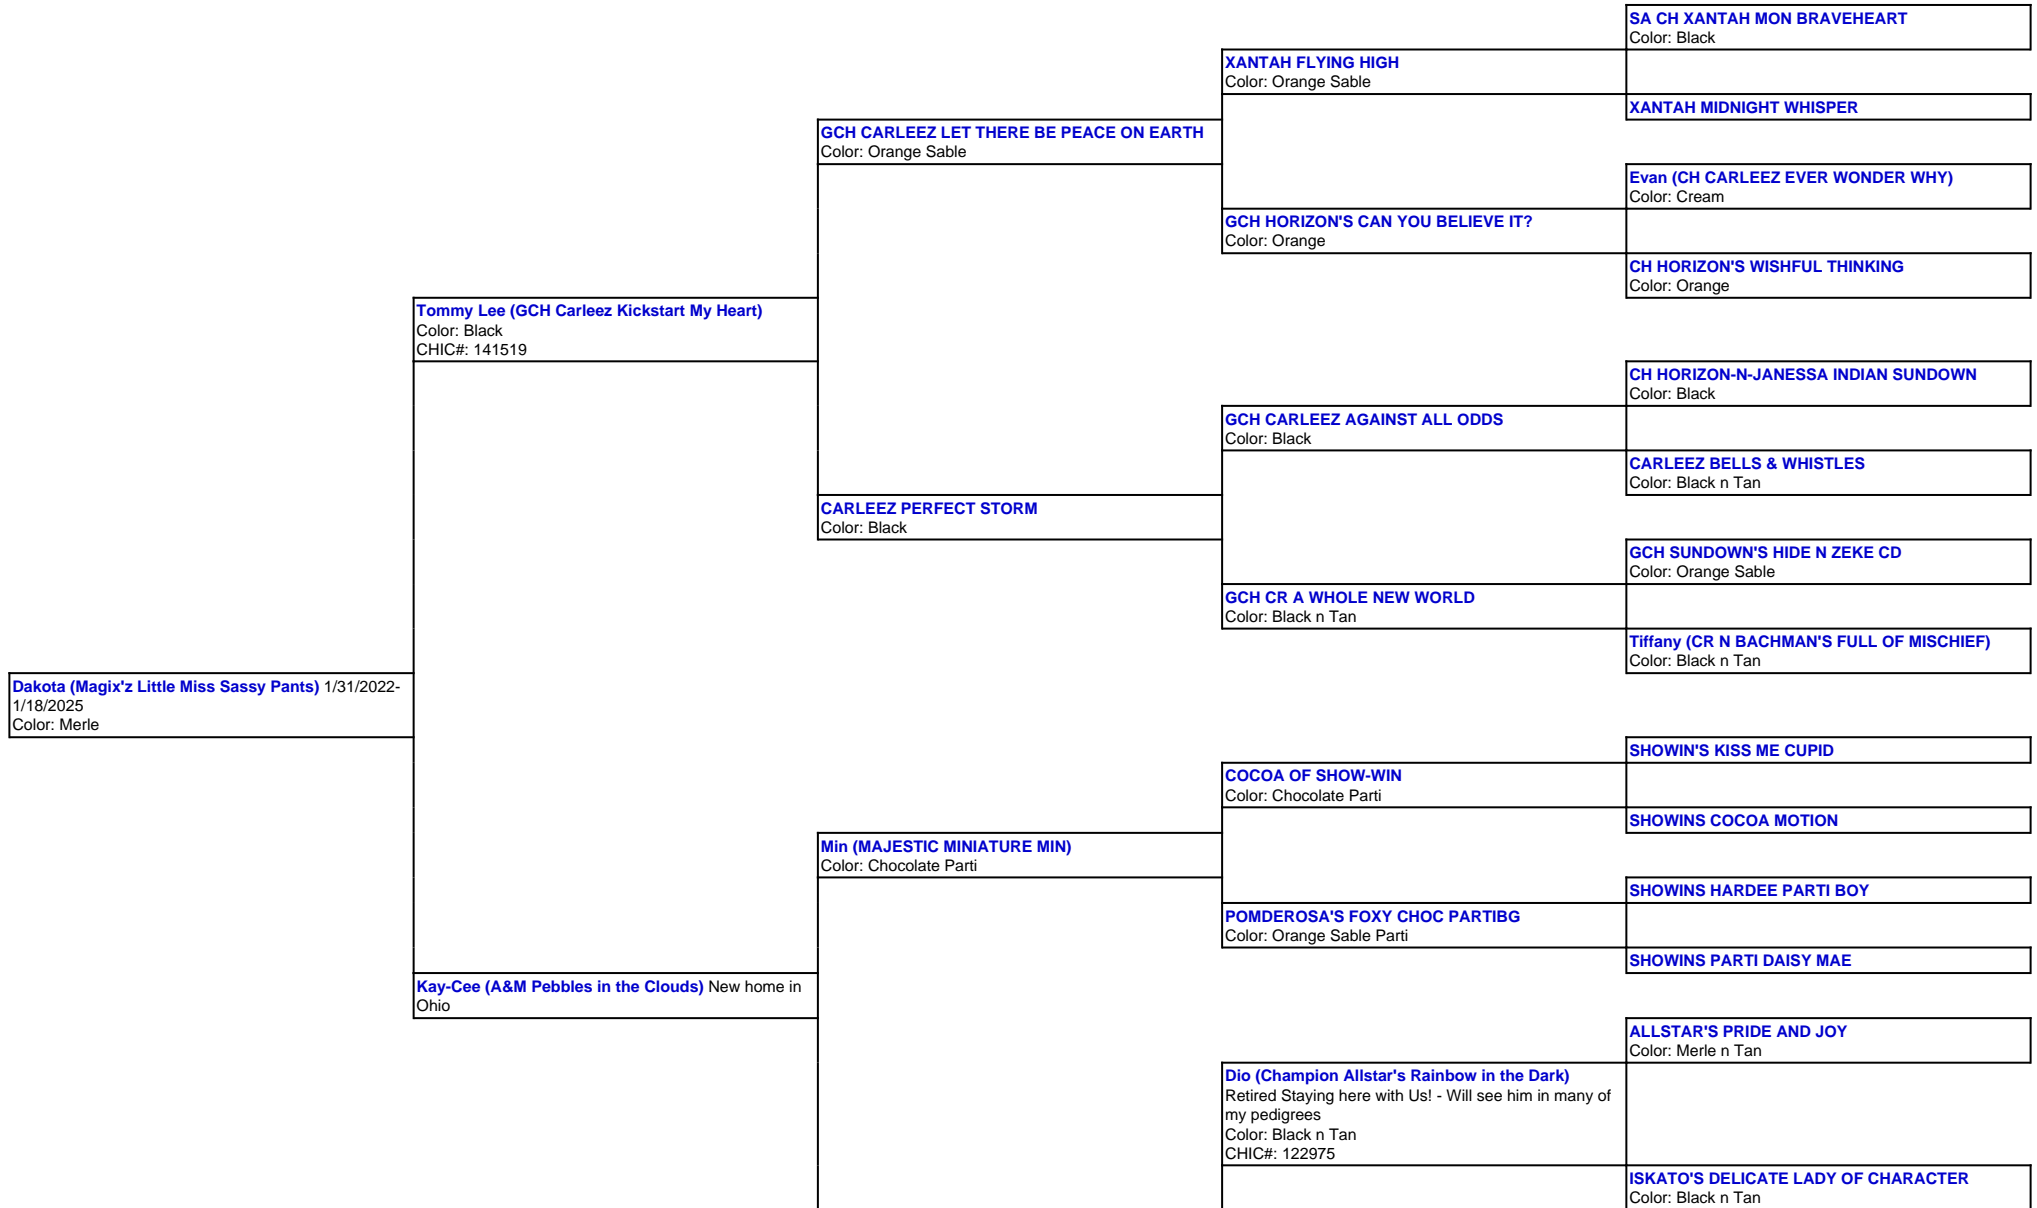 SA CH XANTAH MON BRAVEHEART
Color: Black
XANTAH FLYING HIGH
Color: Orange Sable
XANTAH MIDNIGHT WHISPER
GCH CARLEEZ LET THERE BE PEACE ON EARTH
Color: Orange Sable
Evan (CH CARLEEZ EVER WONDER WHY)
Color: Cream
GCH HORIZON'S CAN YOU BELIEVE IT?
Color: Orange
CH HORIZON'S WISHFUL THINKING
Color: Orange
Tommy Lee (GCH Carleez Kickstart My Heart)
Color: Black
CHIC#: 141519
CH HORIZON-N-JANESSA INDIAN SUNDOWN
Color: Black
GCH CARLEEZ AGAINST ALL ODDS
Color: Black
CARLEEZ BELLS & WHISTLES
Color: Black n Tan
CARLEEZ PERFECT STORM
Color: Black
GCH SUNDOWN'S HIDE N ZEKE CD
Color: Orange Sable
GCH CR A WHOLE NEW WORLD
Color: Black n Tan
Tiffany (CR N BACHMAN'S FULL OF MISCHIEF)
Color: Black n Tan
Dakota (Magix'z Little Miss Sassy Pants) 1/31/2022-
1/18/2025
Color: Merle
SHOWIN'S KISS ME CUPID
COCOA OF SHOW-WIN
Color: Chocolate Parti
SHOWINS COCOA MOTION
Min (MAJESTIC MINIATURE MIN)
Color: Chocolate Parti
SHOWINS HARDEE PARTI BOY
POMDEROSA'S FOXY CHOC PARTIBG
Color: Orange Sable Parti
SHOWINS PARTI DAISY MAE
Kay-Cee (A&M Pebbles in the Clouds) New home in
Ohio
ALLSTAR'S PRIDE AND JOY
Color: Merle n Tan
Dio (Champion Allstar's Rainbow in the Dark)
Retired Staying here with Us! - Will see him in many of
my pedigrees
Color: Black n Tan
CHIC#: 122975
ISKATO'S DELICATE LADY OF CHARACTER
Color: Black n Tan